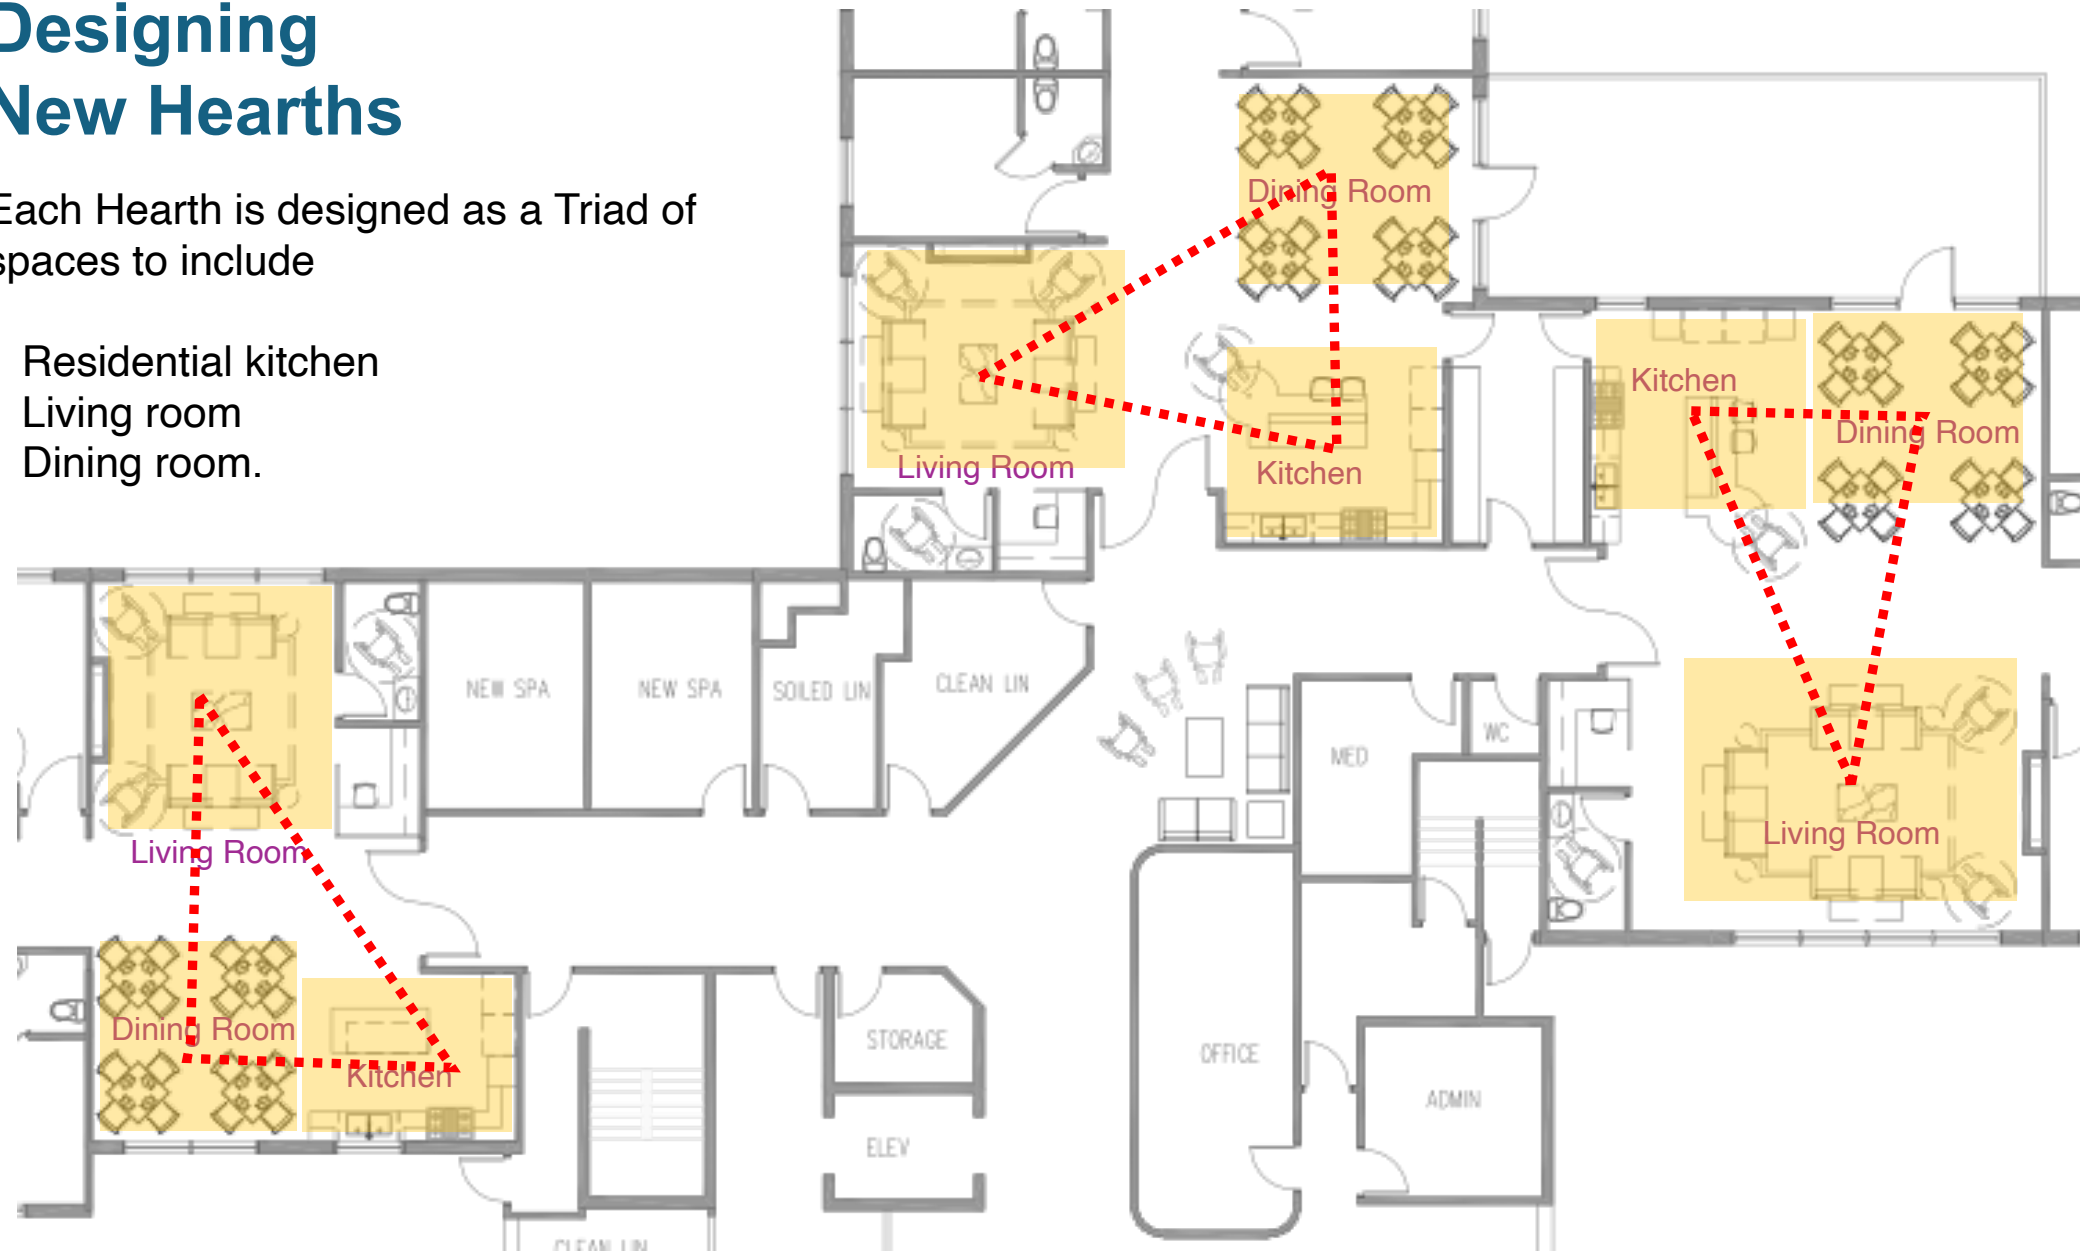 Designing
New Hearths
Each Hearth is designed as a Triad of
spaces to include
Residential kitchen
Living room
Dining room.
Dining Room
Living Room
Kitchen
Kitchen
Dining Room
Living Room
Living Room
Dining Room
Kitchen
NEW SPA
NEW SPA
SOILED LIN
CLEAN LIN
MED
WC
STORAGE
ELEV
OFFICE
ADMIN
CLEAN LIN